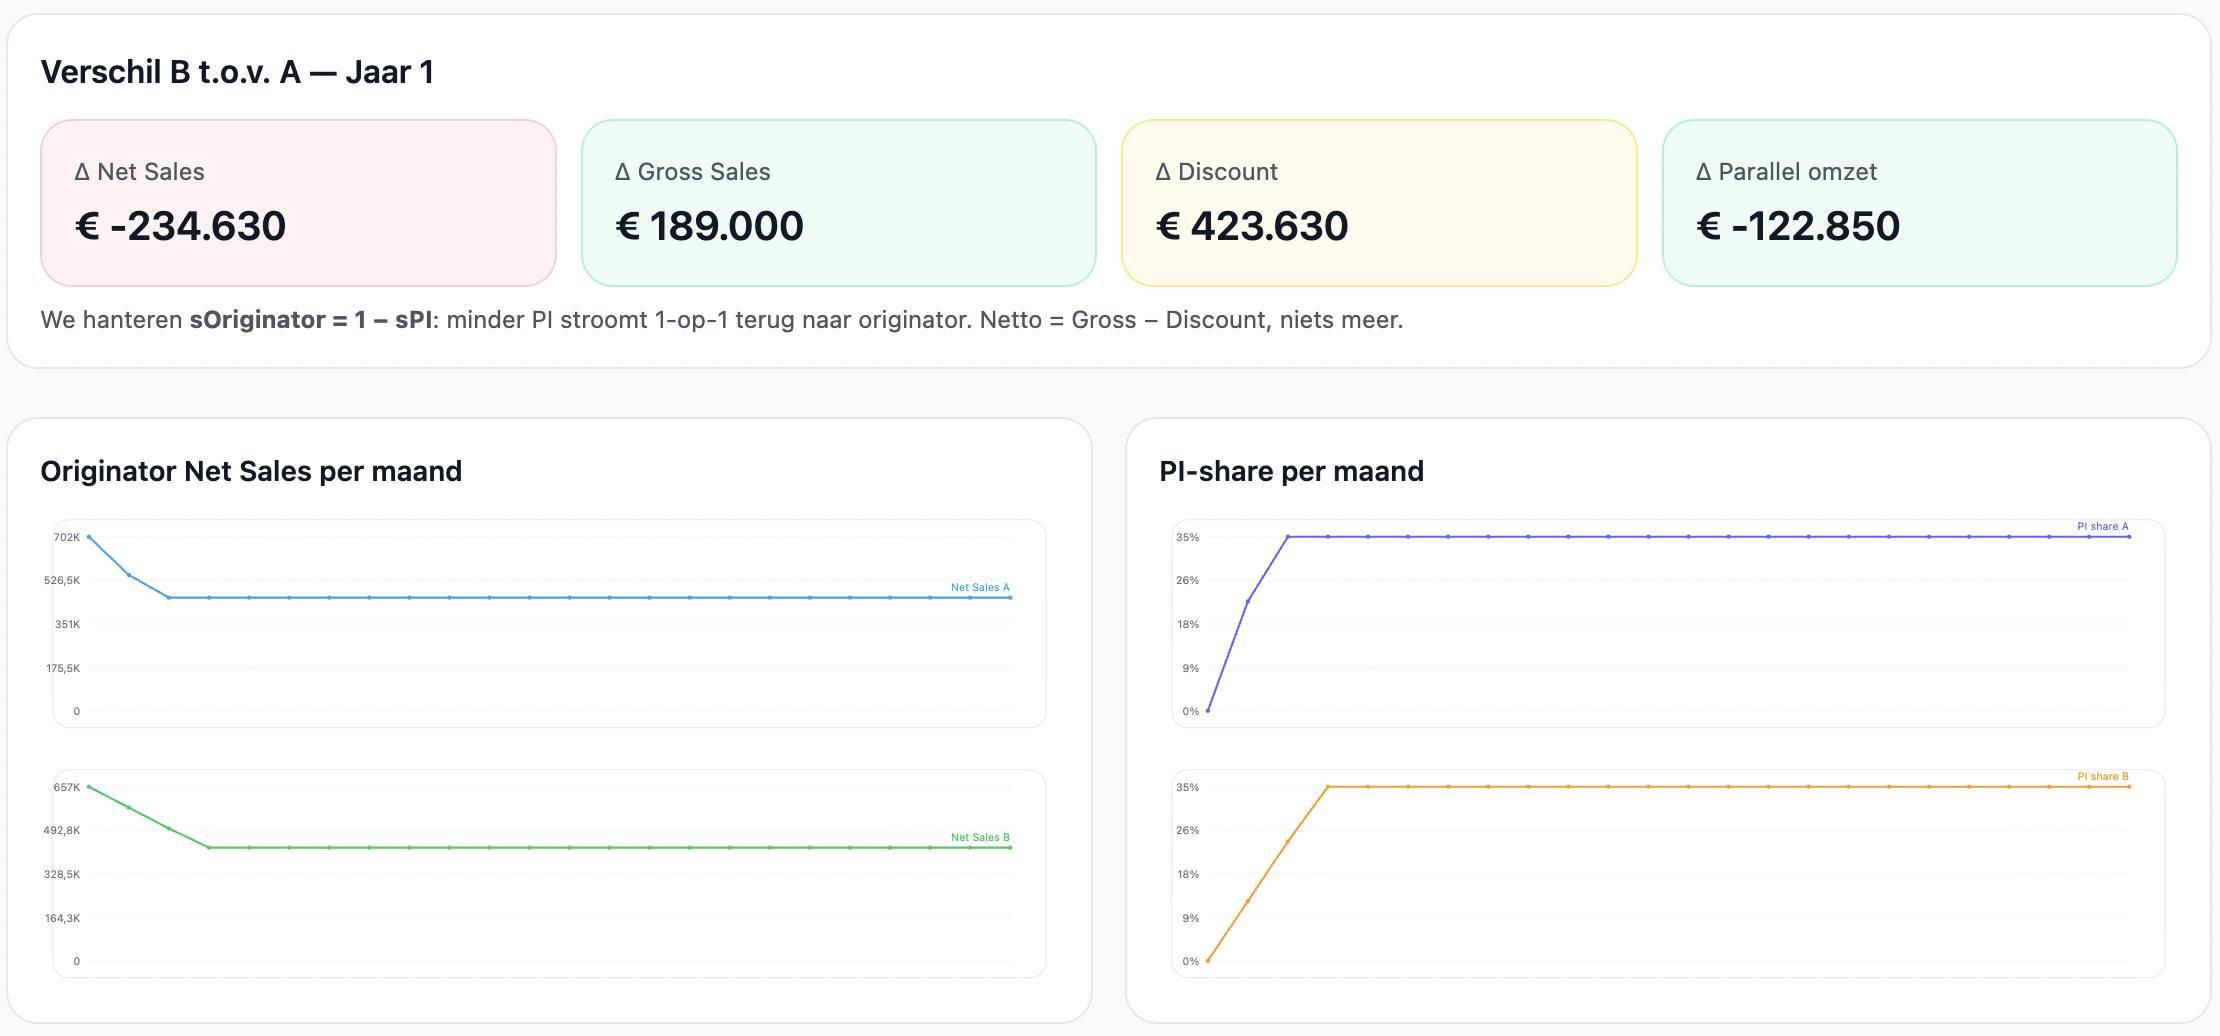 Verschil B t.o.v. A — Jaar 1
Δ Net Sales
€ -234.630
Δ Gross Sales
€ 189.000
Δ Discount
€ 423.630
Δ Parallel omzet
€ -122.850
We hanteren sOriginator = 1 – sPI: minder PI stroomt 1-op-1 terug naar originator. Netto = Gross – Discount, niets meer.
Originator Net Sales per maand
702K
526,5K
351K
175,5K
0
Net Sales A
657K
492,8K
328,5K
164,3K
0
Net Sales B
PI-share per maand
35%
26%
18%
9%
0%
PI share A
35%
26%
18%
9%
0%
PI share B